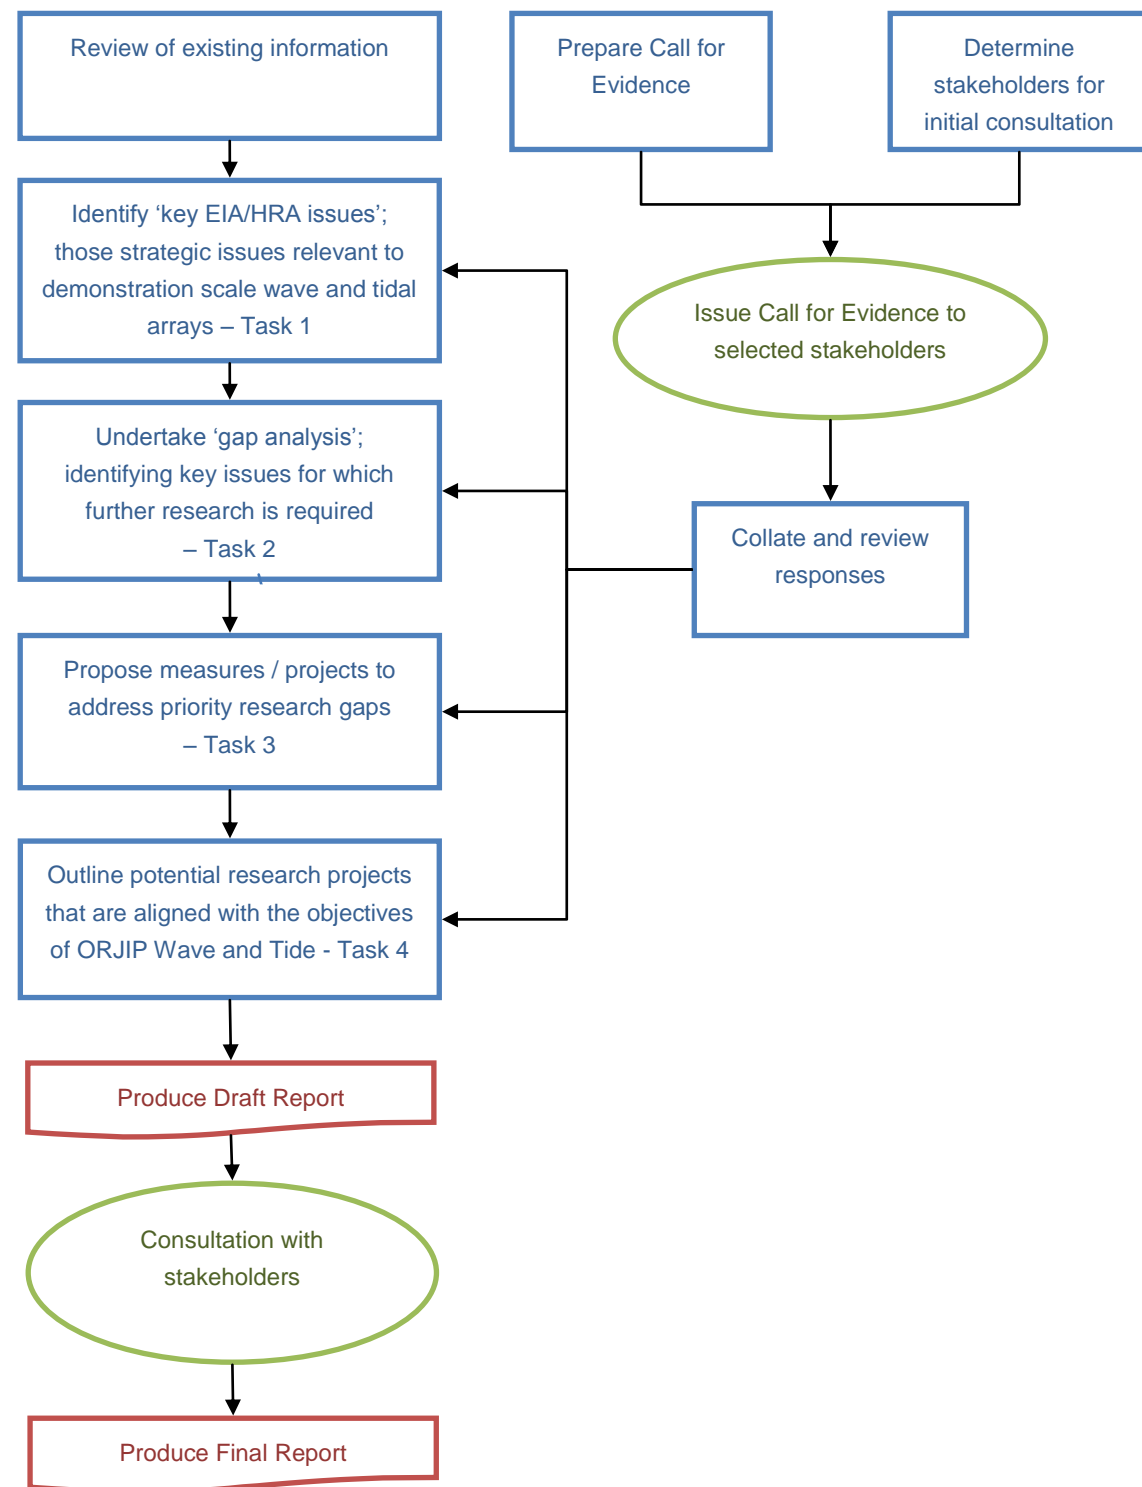 Review of existing information
Prepare Call for
Evidence
Determine
stakeholders for
initial consultation
Identify ‘key EIA/HRA issues’;
those strategic issues relevant to
demonstration scale wave and tidal
arrays – Task 1
Issue Call for Evidence to
selected stakeholders
Undertake ‘gap analysis’;
identifying key issues for which
further research is required
– Task 2
\
Collate and review
responses
Propose measures / projects to
address priority research gaps
– Task 3
Outline potential research projects
that are aligned with the objectives
of ORJIP Wave and Tide - Task 4
Produce Draft Report
Consultation with
stakeholders
Produce Final Report